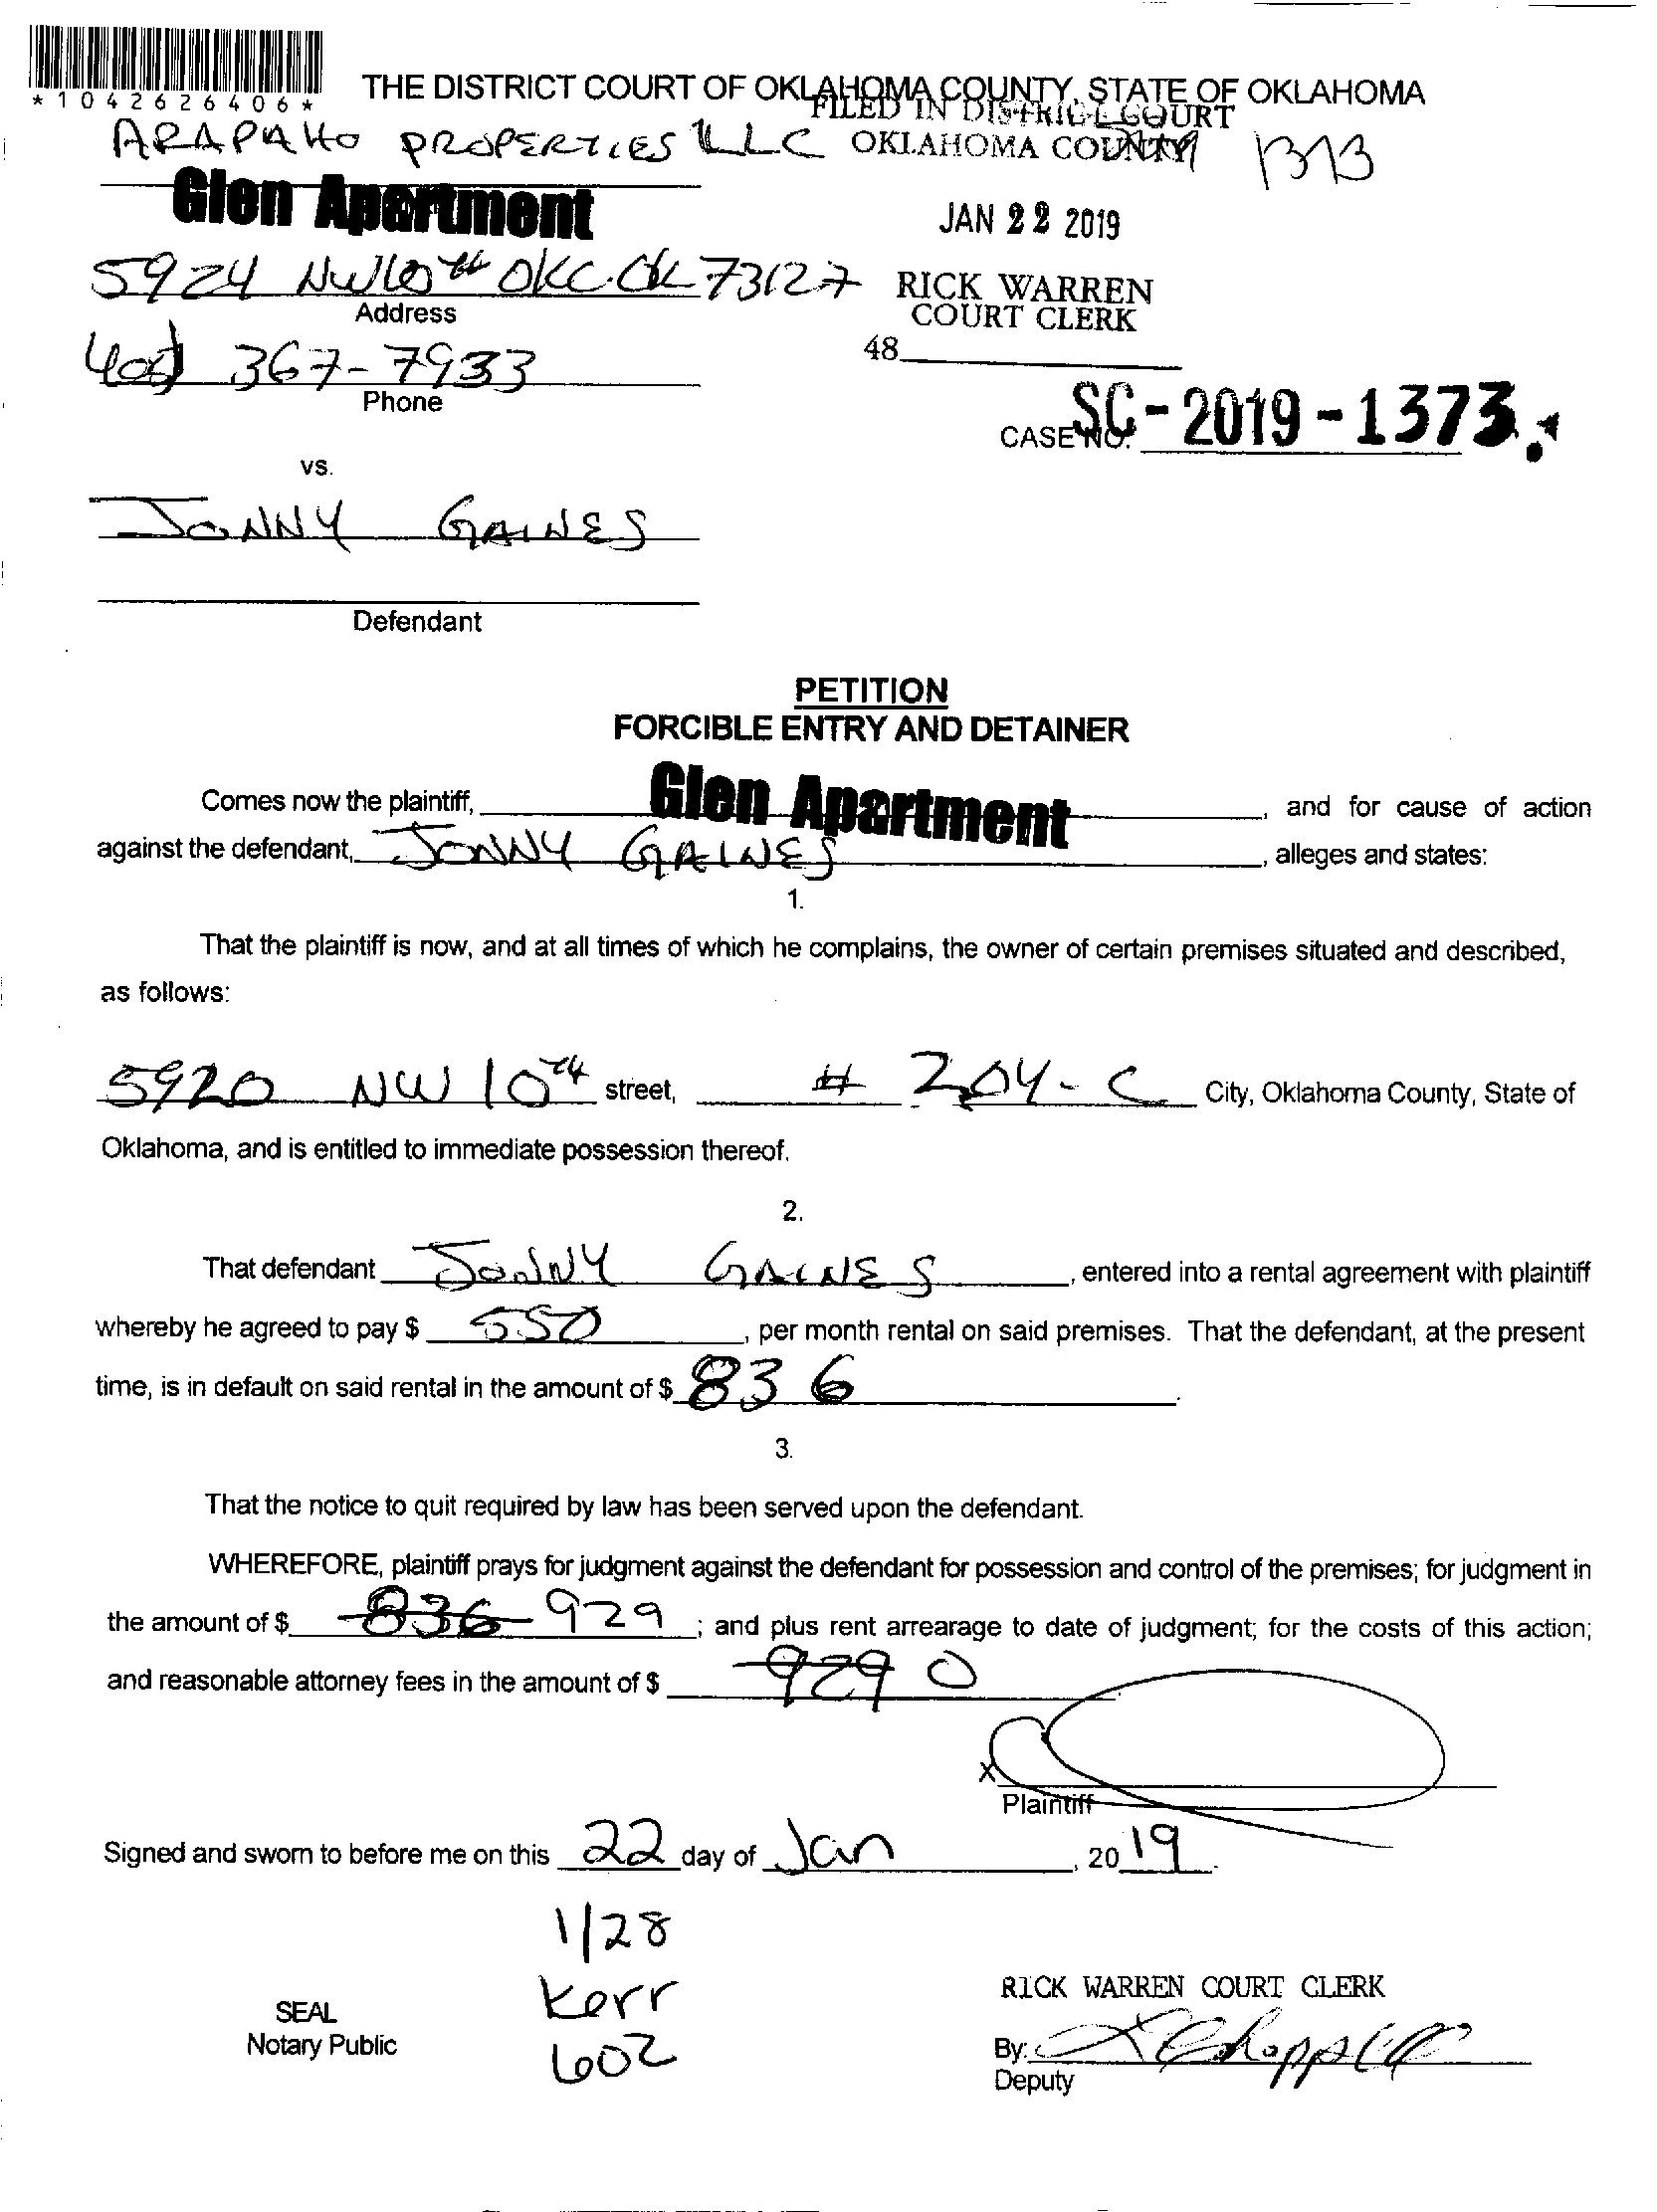 *1042626406*
THE DISTRICT COURT OF OKLAHOMA COUNTY, STATE OF OKLAHOMA
FILED IN DISTRICT COURT
ARAPAHO PROPERTIES LLC
OKLAHOMA COUNTY
Glen Apartment
JAN 22 2019
5924 NW 10th OKC. OK 73127
Address
RICK WARREN
COURT CLERK
405) 367-7933
Phone
48
CASE NO. SC-2019-1373
vs.
JONNY GAINES
Defendant
PETITION
FORCIBLE ENTRY AND DETAINER
Comes now the plaintiff, Glen Apartment, and for cause of action
against the defendant, JONNY GAINES, alleges and states:
1.
That the plaintiff is now, and at all times of which he complains, the owner of certain premises situated and described,
as follows:
5920 NW 10th street, # 204-C City, Oklahoma County, State of
Oklahoma, and is entitled to immediate possession thereof.
2.
That defendant JONNY GAINES, entered into a rental agreement with plaintiff
whereby he agreed to pay $ 550, per month rental on said premises. That the defendant, at the present
time, is in default on said rental in the amount of $ 836.
3.
That the notice to quit required by law has been served upon the defendant.
WHEREFORE, plaintiff prays for judgment against the defendant for possession and control of the premises; for judgment in
the amount of $ 836 929; and plus rent arrearage to date of judgment; for the costs of this action;
and reasonable attorney fees in the amount of $ 929 0
x
Plaintiff
Signed and sworn to before me on this 22 day of Jan, 2019.
1/28
Kerr
602
SEAL
Notary Public
RICK WARREN COURT CLERK
By:
Deputy